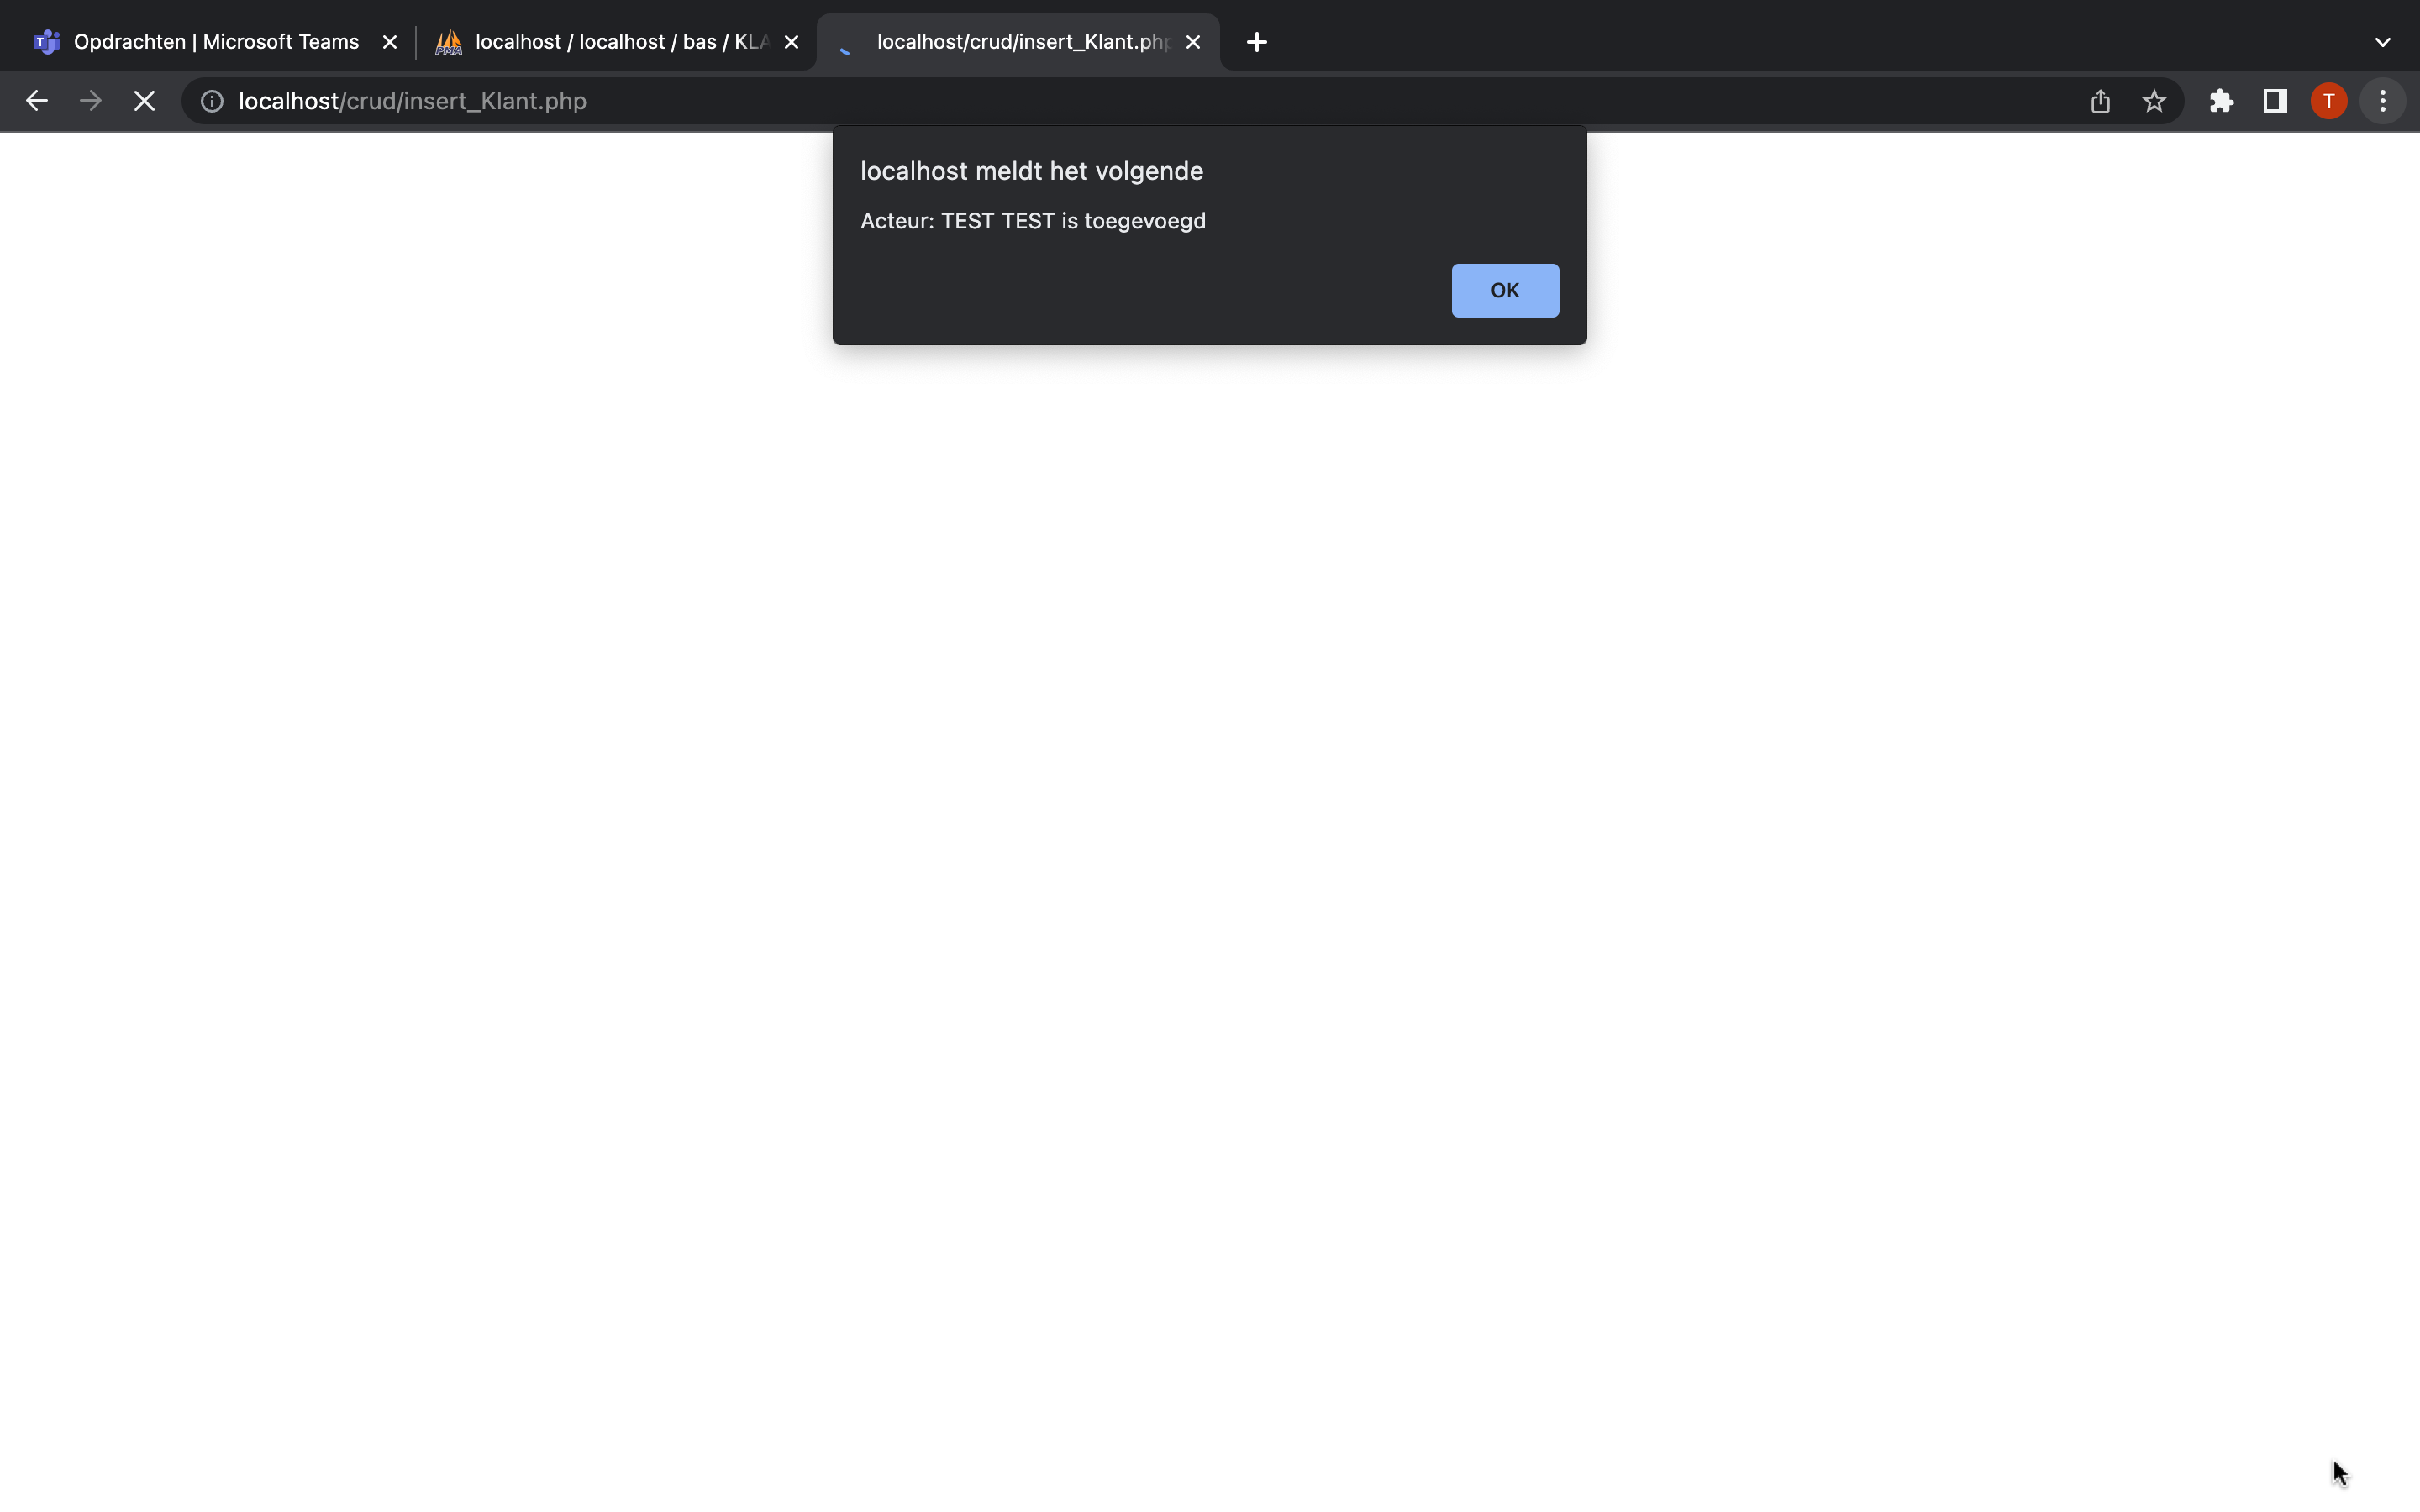 Opdrachten | Microsoft Teams
localhost / localhost / bas / KLA
localhost/crud/insert_Klant.php
localhost/crud/insert_Klant.php
T
localhost meldt het volgende
Acteur: TEST TEST is toegevoegd
OK